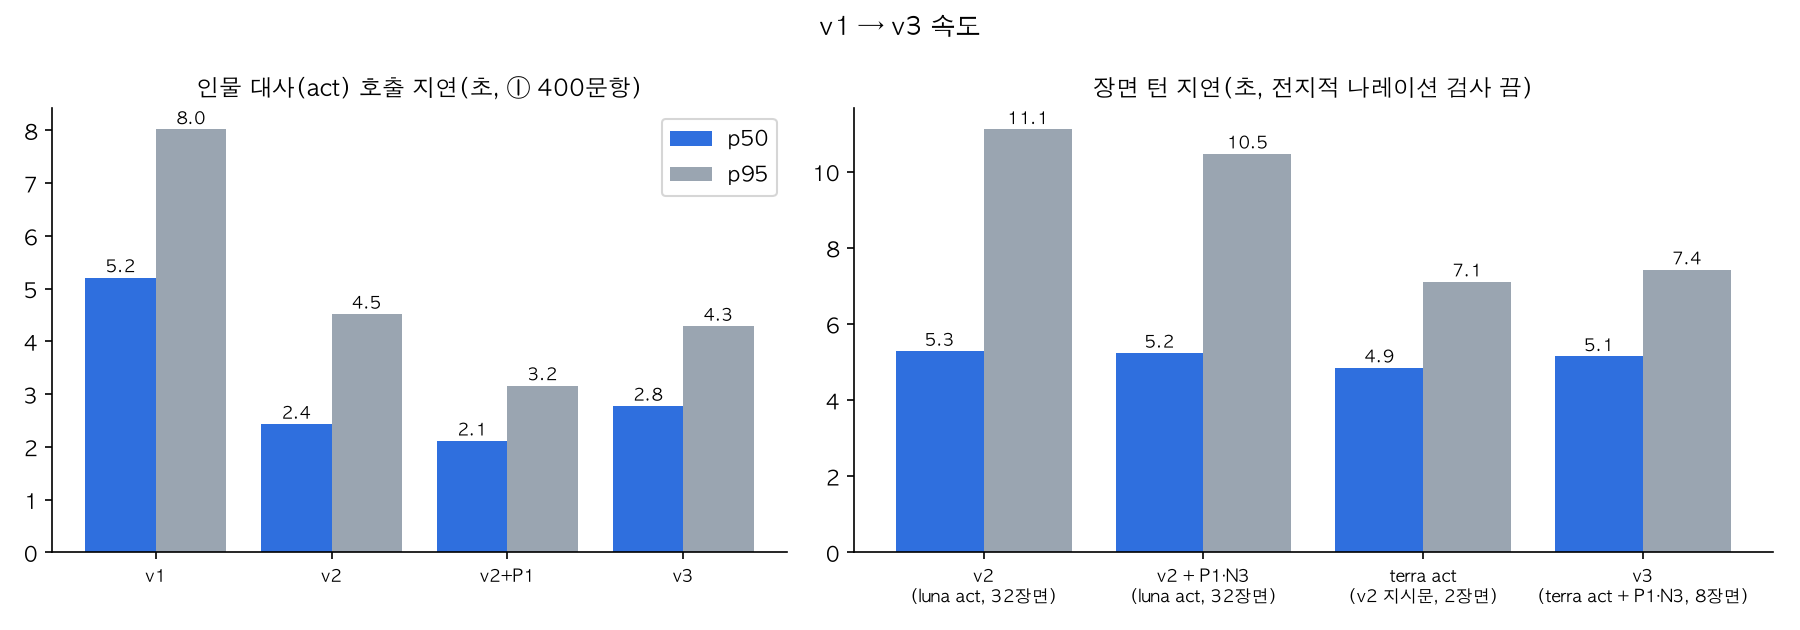 v1 → v3 속도
인물 대사(act) 호출 지연(초, ① 400문항)
8
7
6
5
4
3
2
1
0
5.2
8.0
2.4
4.5
2.1
3.2
2.8
4.3
p50
p95
v1
v2
v2+P1
v3
장면 턴 지연(초, 전지적 나레이션 검사 끔)
10
8
6
4
2
0
5.3
11.1
5.2
10.5
4.9
7.1
5.1
7.4
v2
(luna act, 32장면)
v2 + P1·N3
(luna act, 32장면)
terra act
(v2 지시문, 2장면)
v3
(terra act + P1·N3, 8장면)